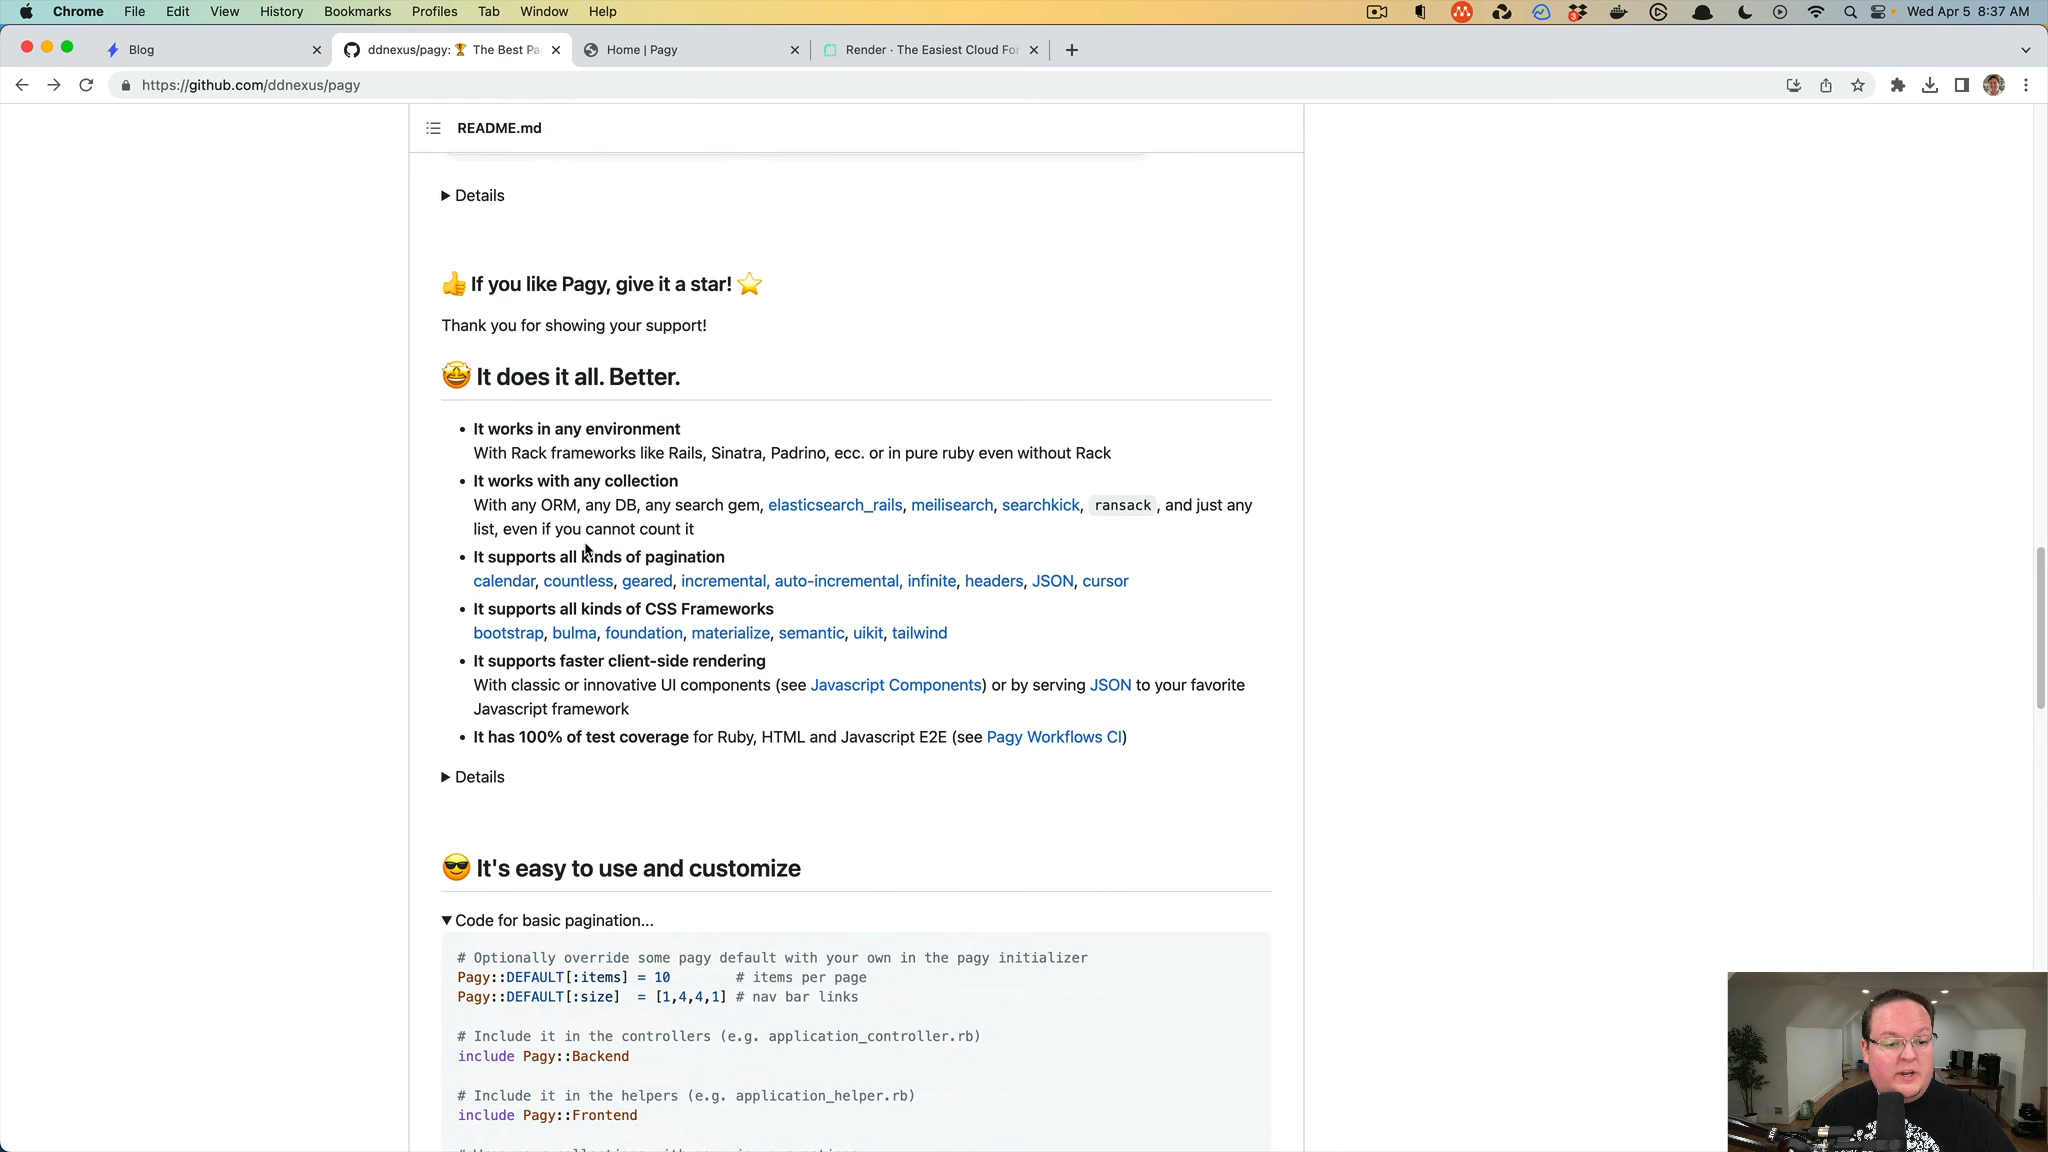 Chrome File Edit View History Bookmarks Profiles Tab Window Help
3
Wed Apr 5 8:37 AM
Blog
ddnexus/pagy: 🏆 The Best Pa
Home | Pagy
Render · The Easiest Cloud For
https://github.com/ddnexus/pagy
README.md
▶ Details
👍 If you like Pagy, give it a star! ⭐
Thank you for showing your support!
🤩 It does it all. Better.
• It works in any environment
With Rack frameworks like Rails, Sinatra, Padrino, ecc. or in pure ruby even without Rack
• It works with any collection
With any ORM, any DB, any search gem, elasticsearch_rails, meilisearch, searchkick, ransack , and just any
list, even if you cannot count it
• It supports all kinds of pagination
calendar, countless, geared, incremental, auto-incremental, infinite, headers, JSON, cursor
• It supports all kinds of CSS Frameworks
bootstrap, bulma, foundation, materialize, semantic, uikit, tailwind
• It supports faster client-side rendering
With classic or innovative UI components (see Javascript Components) or by serving JSON to your favorite
Javascript framework
• It has 100% of test coverage for Ruby, HTML and Javascript E2E (see Pagy Workflows CI)
▶ Details
😎 It's easy to use and customize
▼ Code for basic pagination...
# Optionally override some pagy default with your own in the pagy initializer
Pagy::DEFAULT[:items] = 10 # items per page
Pagy::DEFAULT[:size] = [1,4,4,1] # nav bar links
# Include it in the controllers (e.g. application_controller.rb)
include Pagy::Backend
# Include it in the helpers (e.g. application_helper.rb)
include Pagy::Frontend